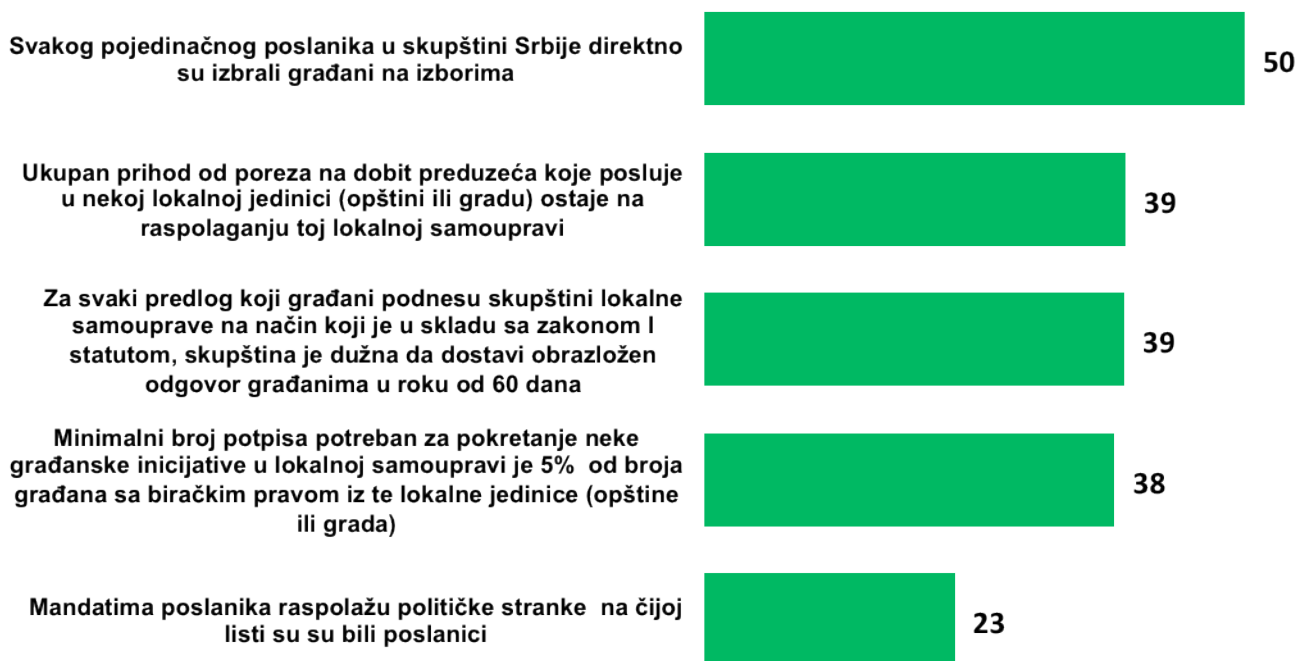 Svakog pojedinačnog poslanika u skupštini Srbije direktno
su izbrali građani na izborima
50
Ukupan prihod od poreza na dobit preduzeća koje posluje
u nekoj lokalnoj jedinici (opštini ili gradu) ostaje na
raspolaganju toj lokalnoj samoupravi
39
Za svaki predlog koji građani podnesu skupštini lokalne
samouprave na način koji je u skladu sa zakonom I
statutom, skupština je dužna da dostavi obrazložen
odgovor građanima u roku od 60 dana
39
Minimalni broj potpisa potreban za pokretanje neke
građanske inicijative u lokalnoj samoupravi je 5%  od broja
građana sa biračkim pravom iz te lokalne jedinice (opštine
ili grada)
38
Mandatima poslanika raspolažu političke stranke  na čijoj
listi su su bili poslanici
23